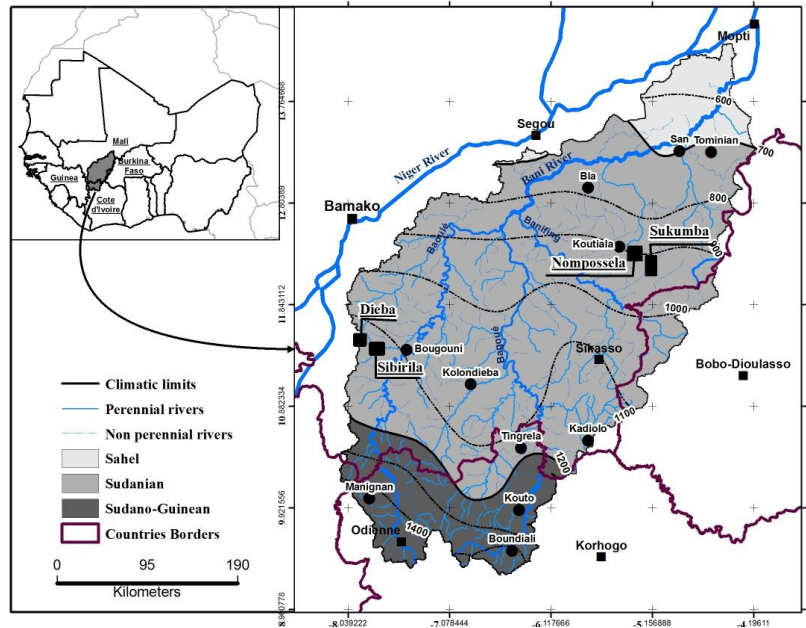 Mali
Burkina
Faso
Guinea
Cote
d'Ivoire
Mopti
600
Segou
San
Tominian
700
Niger River
Bani River
Bla
Bamako
800
Baoulé
Banifing
Koutiala
Sukumba
900
Nompossela
1000
Dieba
Bougouni
Sikasso
Sibirila
Bagoué
Kolondieba
Bobo-Dioulasso
1100
Kadiolo
Tingrela
1200
Manignan
Kouto
1400
Odienne
Boundiali
Korhogo
Climatic limits
Perennial rivers
Non perennial rivers
Sahel
Sudanian
Sudano-Guinean
Countries Borders
0 95 190
Kilometers
13.764668
11.843112
10.882334
9.921556
-8.039222 -7.078444 -6.117666 -5.156888 -4.19611